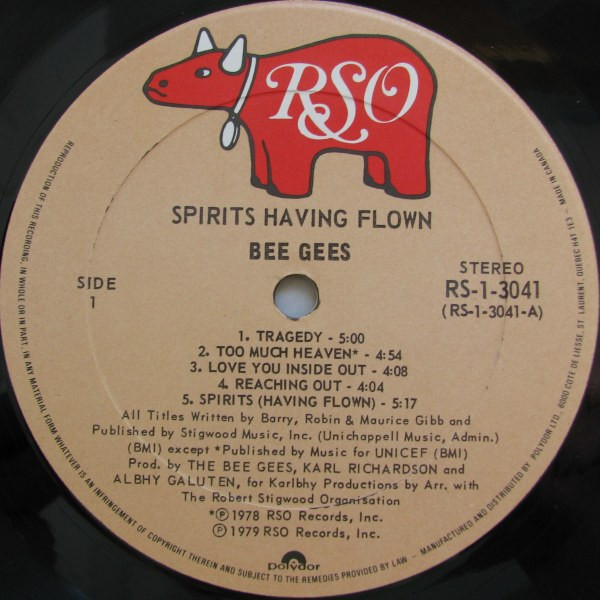 RSO
SPIRITS HAVING FLOWN
BEE GEES
SIDE
1
STEREO
RS-1-3041
(RS-1-3041-A)
1. TRAGEDY - 5:00
2. TOO MUCH HEAVEN* - 4:54
3. LOVE YOU INSIDE OUT - 4:08
4. REACHING OUT - 4:04
5. SPIRITS (HAVING FLOWN) - 5:17
All Titles Written by Barry, Robin & Maurice Gibb and
Published by Stigwood Music, Inc. (Unichappell Music, Admin.)
(BMI) except *Published by Music for UNICEF (BMI)
Prod. by THE BEE GEES, KARL RICHARDSON and
ALBHY GALUTEN, for Karlbhy Productions by Arr. with
The Robert Stigwood Organisation
*Ⓟ 1978 RSO Records, Inc.
Ⓟ 1979 RSO Records, Inc.
polydor
REPRODUCTION OF THIS RECORDING, IN WHOLE OR IN PART, IN ANY MATERIAL FORM WHATEVER IS AN INFRINGEMENT OF COPYRIGHT THEREIN AND SUBJECT TO THE REMEDIES PROVIDED BY LAW – MANUFACTURED AND DISTRIBUTED BY POLYDOR LTD., 6000 COTE DE LIESSE, ST LAURENT, QUEBEC H4T 1E3 – MADE IN CANADA